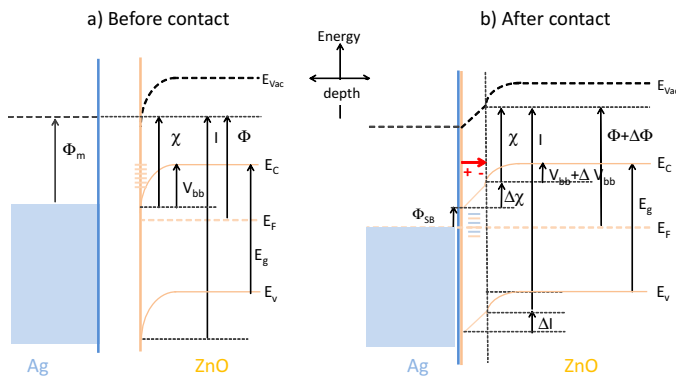 a) Before contact
b) After contact
Energy
depth
E_Vac
Φ_m
χ
I
Φ
E_C
V_bb
E_F
E_g
E_v
Ag
ZnO
E_Vac
χ
I
Φ+ΔΦ
+ -
E_C
V_bb+Δ V_bb
Δχ
Φ_SB
E_g
E_F
E_v
ΔI
Ag
ZnO